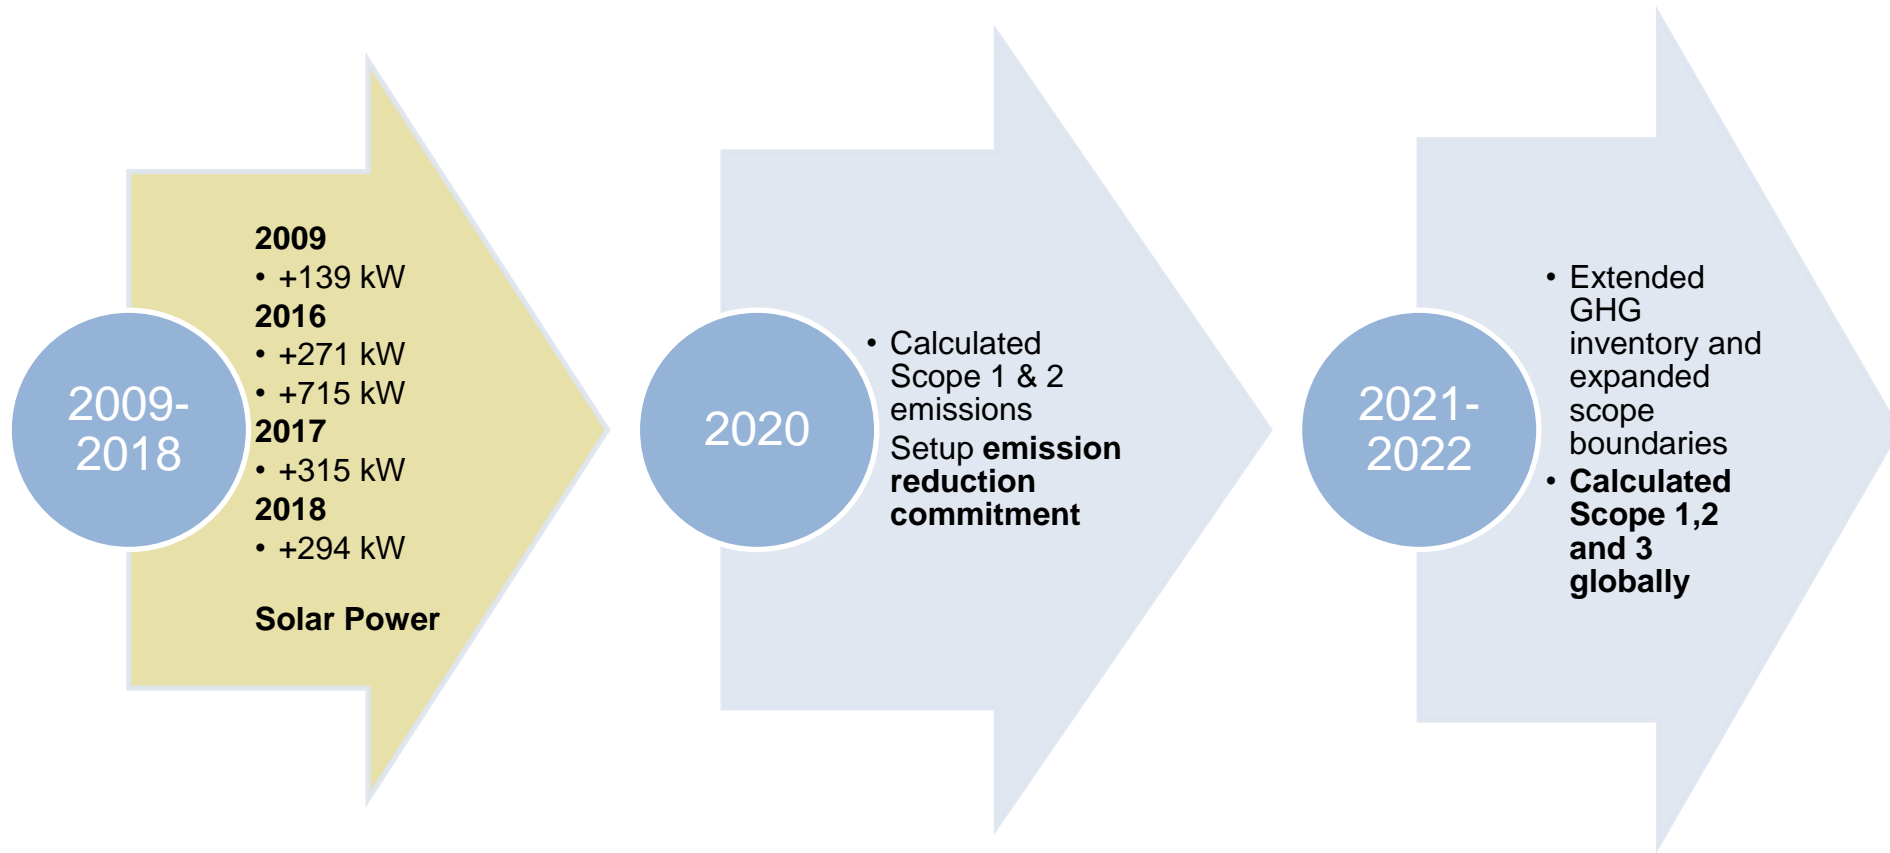 2009-
2018
2009
• +139 kW
2016
• +271 kW
• +715 kW
2017
• +315 kW
2018
• +294 kW
Solar Power
2020
• Calculated
Scope 1 & 2
emissions
Setup emission
reduction
commitment
2021-
2022
• Extended
GHG
inventory and
expanded
scope
boundaries
• Calculated
Scope 1,2
and 3
globally